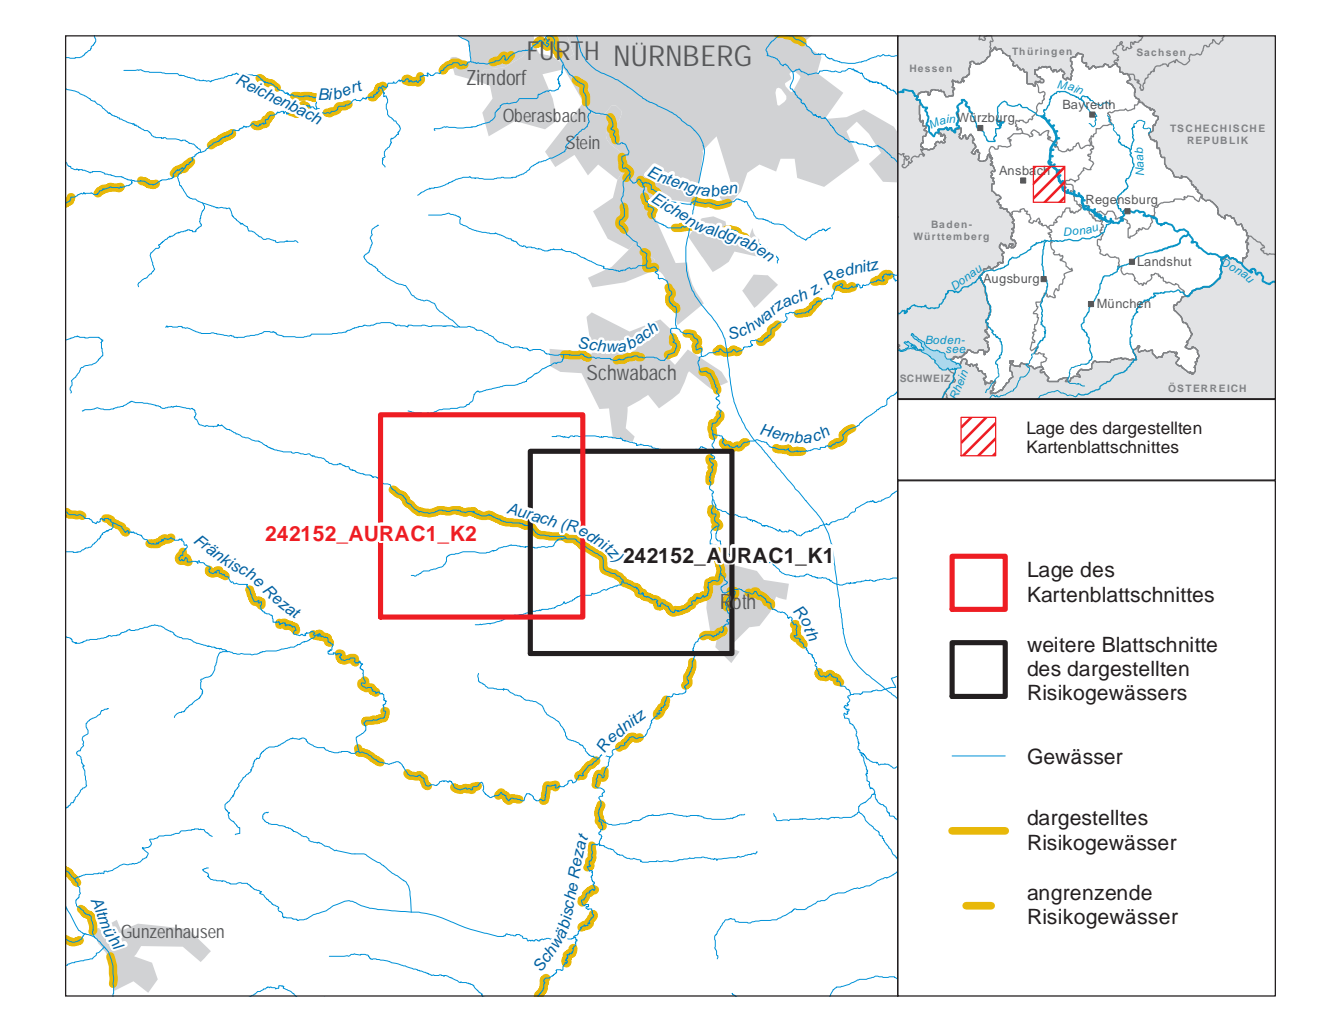 FÜRTH
NÜRNBERG
Zirndorf
Bibert
Reichenbach
Oberasbach
Stein
Entengraben
Eichenwaldgraben
Schwarzach z. Rednitz
Schwabach
Schwabach
Hembach
Aurach (Rednitz)
242152_AURAC1_K2
242152_AURAC1_K1
Fränkische Rezat
Roth
Roth
Rednitz
Schwäbische Rezat
Altmühl
Gunzenhausen
Thüringen
Sachsen
Hessen
Main
Bayreuth
Main
Würzburg
TSCHECHISCHE
REPUBLIK
Naab
Ansbach
Regensburg
Baden-
Württemberg
Donau
Donau
Landshut
Donau
Augsburg
München
Boden-
see
SCHWEIZ
Rhein
ÖSTERREICH
Lage des dargestellten
Kartenblattschnittes
Lage des
Kartenblattschnittes
weitere Blattschnitte
des dargestellten
Risikogewässers
Gewässer
dargestelltes
Risikogewässer
angrenzende
Risikogewässer